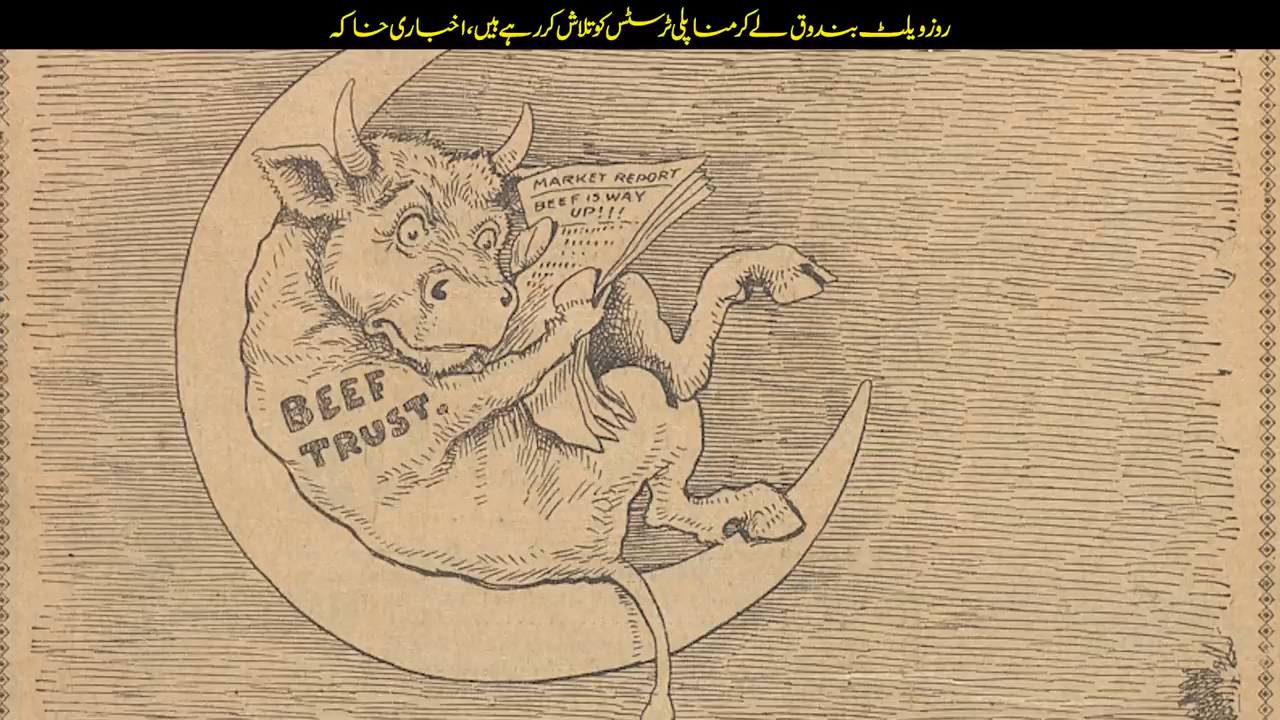 روزویلٹ بندوق لے کر مناپلی ٹرسٹس کو تلاش کر رہے ہیں، اخباری خاکہ
MARKET REPORT
BEEF IS WAY
UP!!!
BEEF
TRUST.